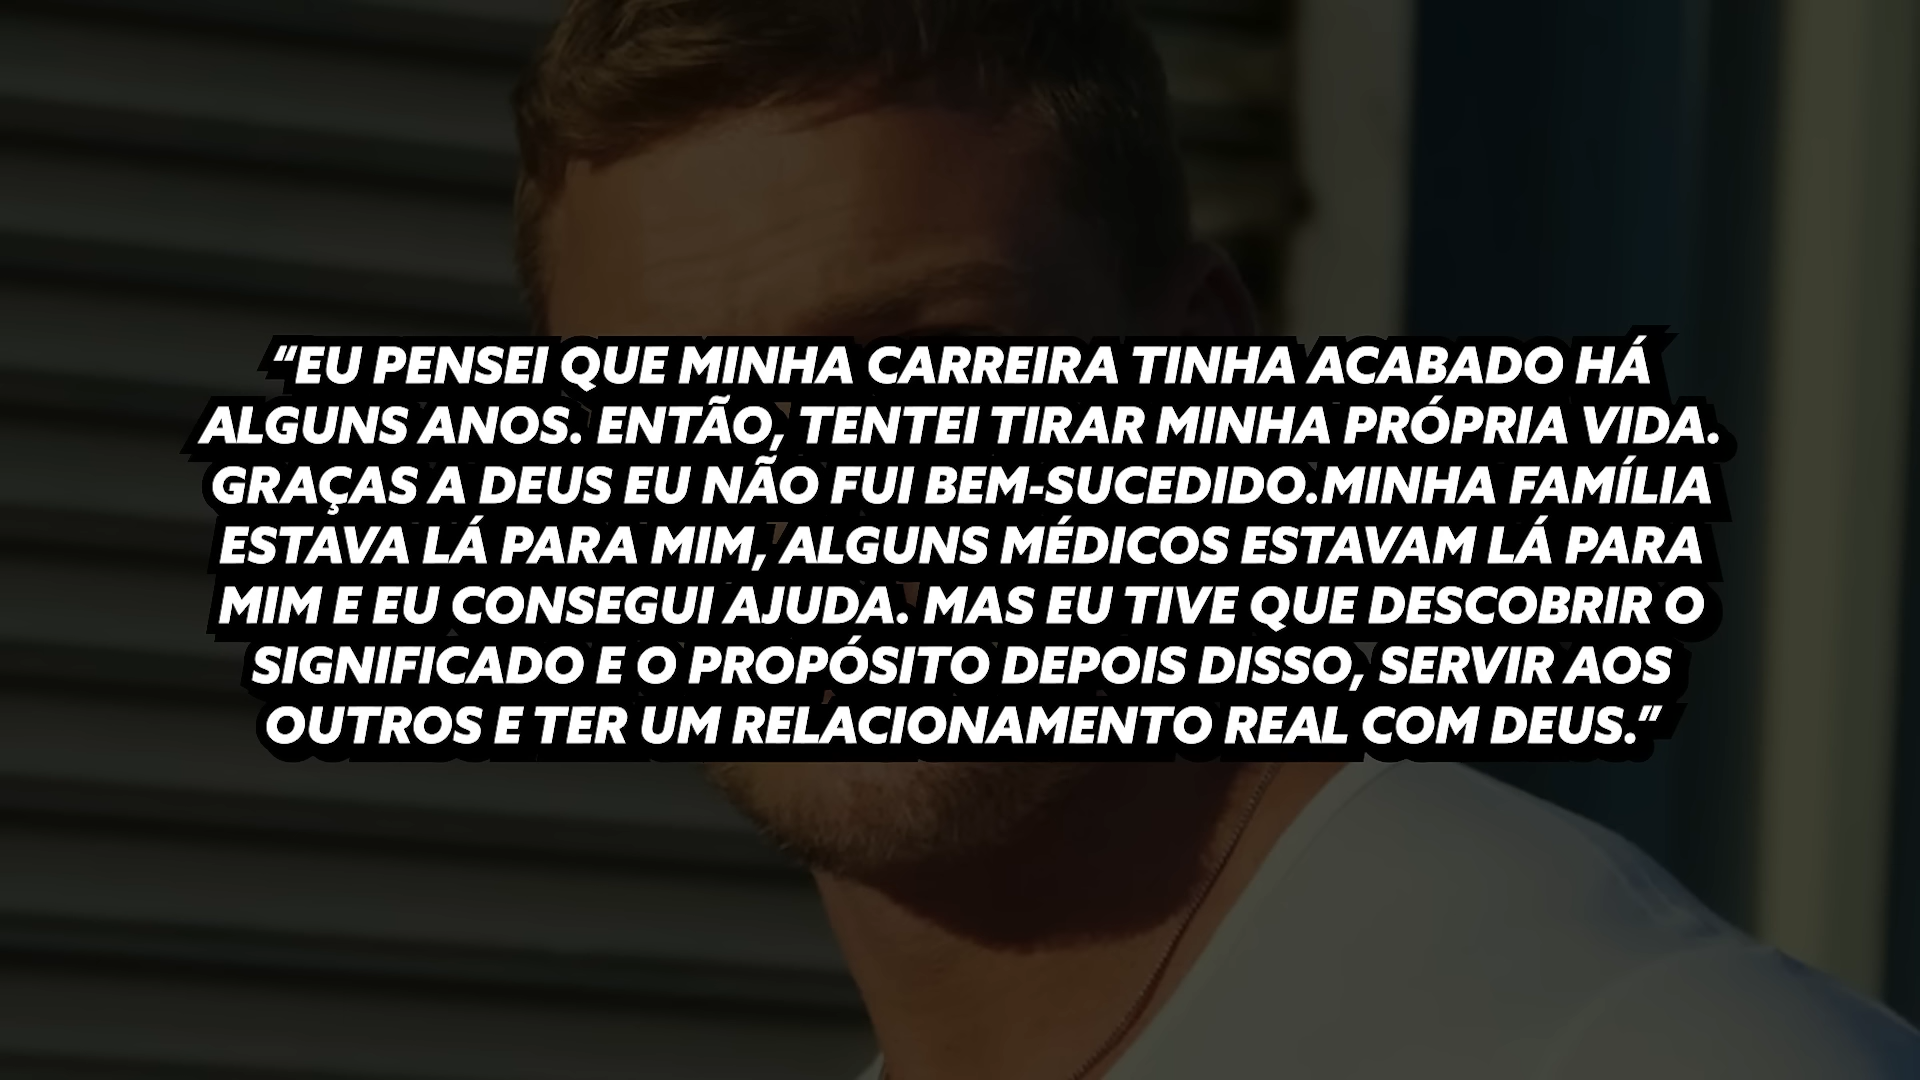 “EU PENSEI QUE MINHA CARREIRA TINHA ACABADO HÁ
ALGUNS ANOS. ENTÃO, TENTEI TIRAR MINHA PRÓPRIA VIDA.
GRAÇAS A DEUS EU NÃO FUI BEM-SUCEDIDO.MINHA FAMÍLIA
ESTAVA LÁ PARA MIM, ALGUNS MÉDICOS ESTAVAM LÁ PARA
MIM E EU CONSEGUI AJUDA. MAS EU TIVE QUE DESCOBRIR O
SIGNIFICADO E O PROPÓSITO DEPOIS DISSO, SERVIR AOS
OUTROS E TER UM RELACIONAMENTO REAL COM DEUS.”